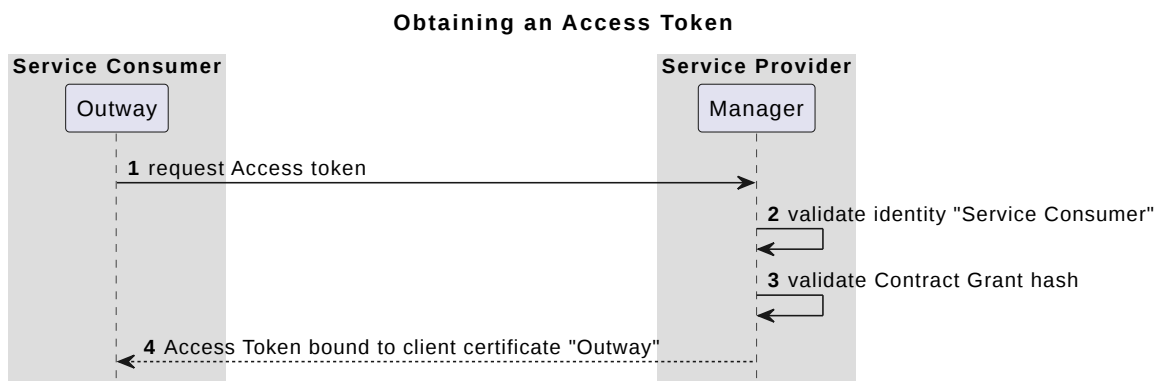 Obtaining an Access Token
Service Consumer
Service Provider
Outway
Manager
1 request Access token
2 validate identity "Service Consumer"
3 validate Contract Grant hash
4 Access Token bound to client certificate "Outway"